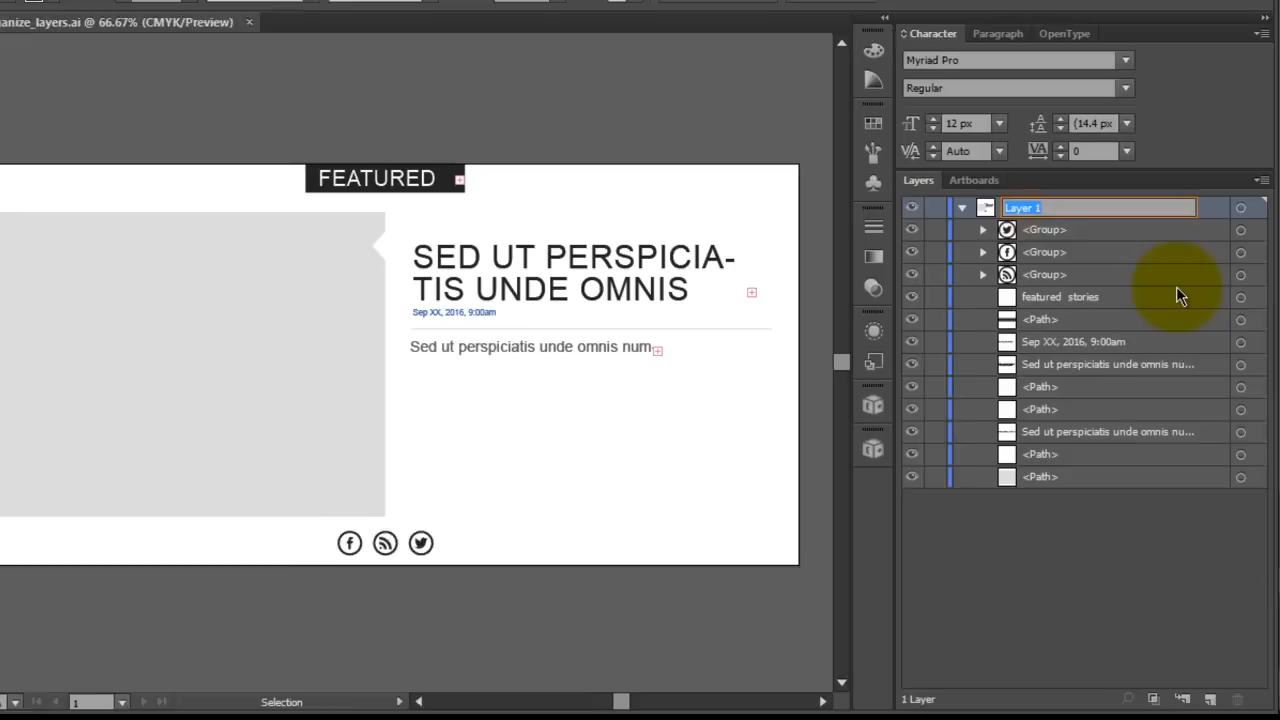 anize_layers.ai @ 66.67% (CMYK/Preview) ×
Character Paragraph OpenType
Myriad Pro
Regular
12 px (14.4 px
Auto 0
Layers Artboards
Layer 1
<Group>
<Group>
<Group>
featured stories
<Path>
Sep XX, 2016, 9:00am
Sed ut perspiciatis unde omnis nu...
<Path>
<Path>
Sed ut perspiciatis unde omnis nu...
<Path>
<Path>
FEATURED
SED UT PERSPICIA-
TIS UNDE OMNIS
Sep XX, 2016, 9:00am
Sed ut perspiciatis unde omnis num
1 Selection
1 Layer